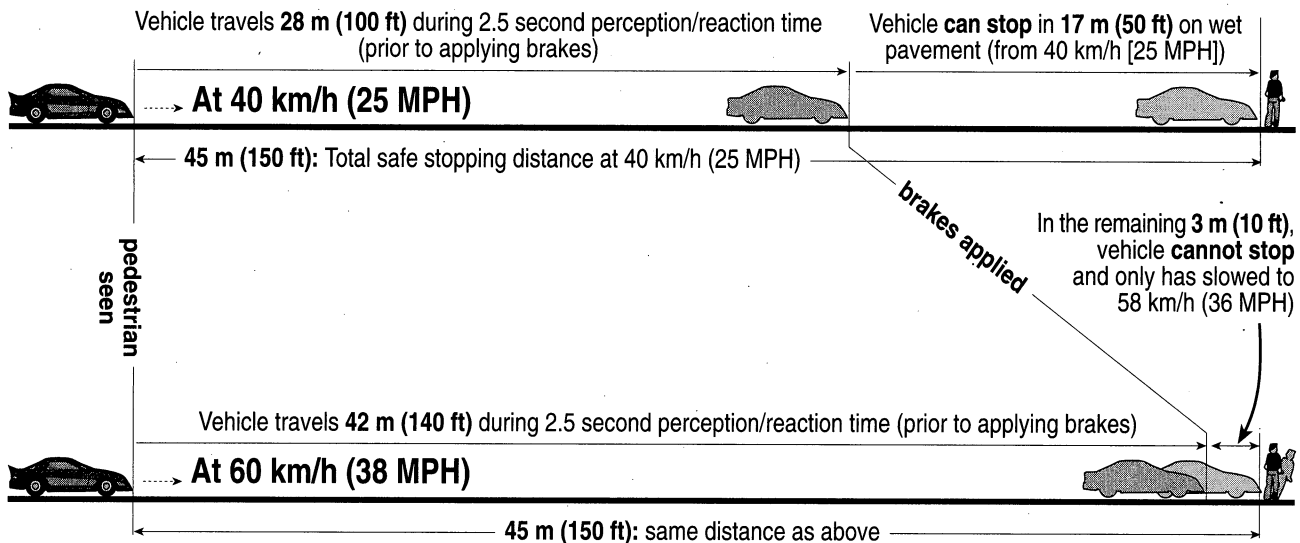 Vehicle travels 28 m (100 ft) during 2.5 second perception/reaction time
(prior to applying brakes)
Vehicle can stop in 17 m (50 ft) on wet
pavement (from 40 km/h [25 MPH])
At 40 km/h (25 MPH)
45 m (150 ft): Total safe stopping distance at 40 km/h (25 MPH)
pedestrian
seen
brakes applied
In the remaining 3 m (10 ft),
vehicle cannot stop
and only has slowed to
58 km/h (36 MPH)
Vehicle travels 42 m (140 ft) during 2.5 second perception/reaction time (prior to applying brakes)
At 60 km/h (38 MPH)
45 m (150 ft): same distance as above